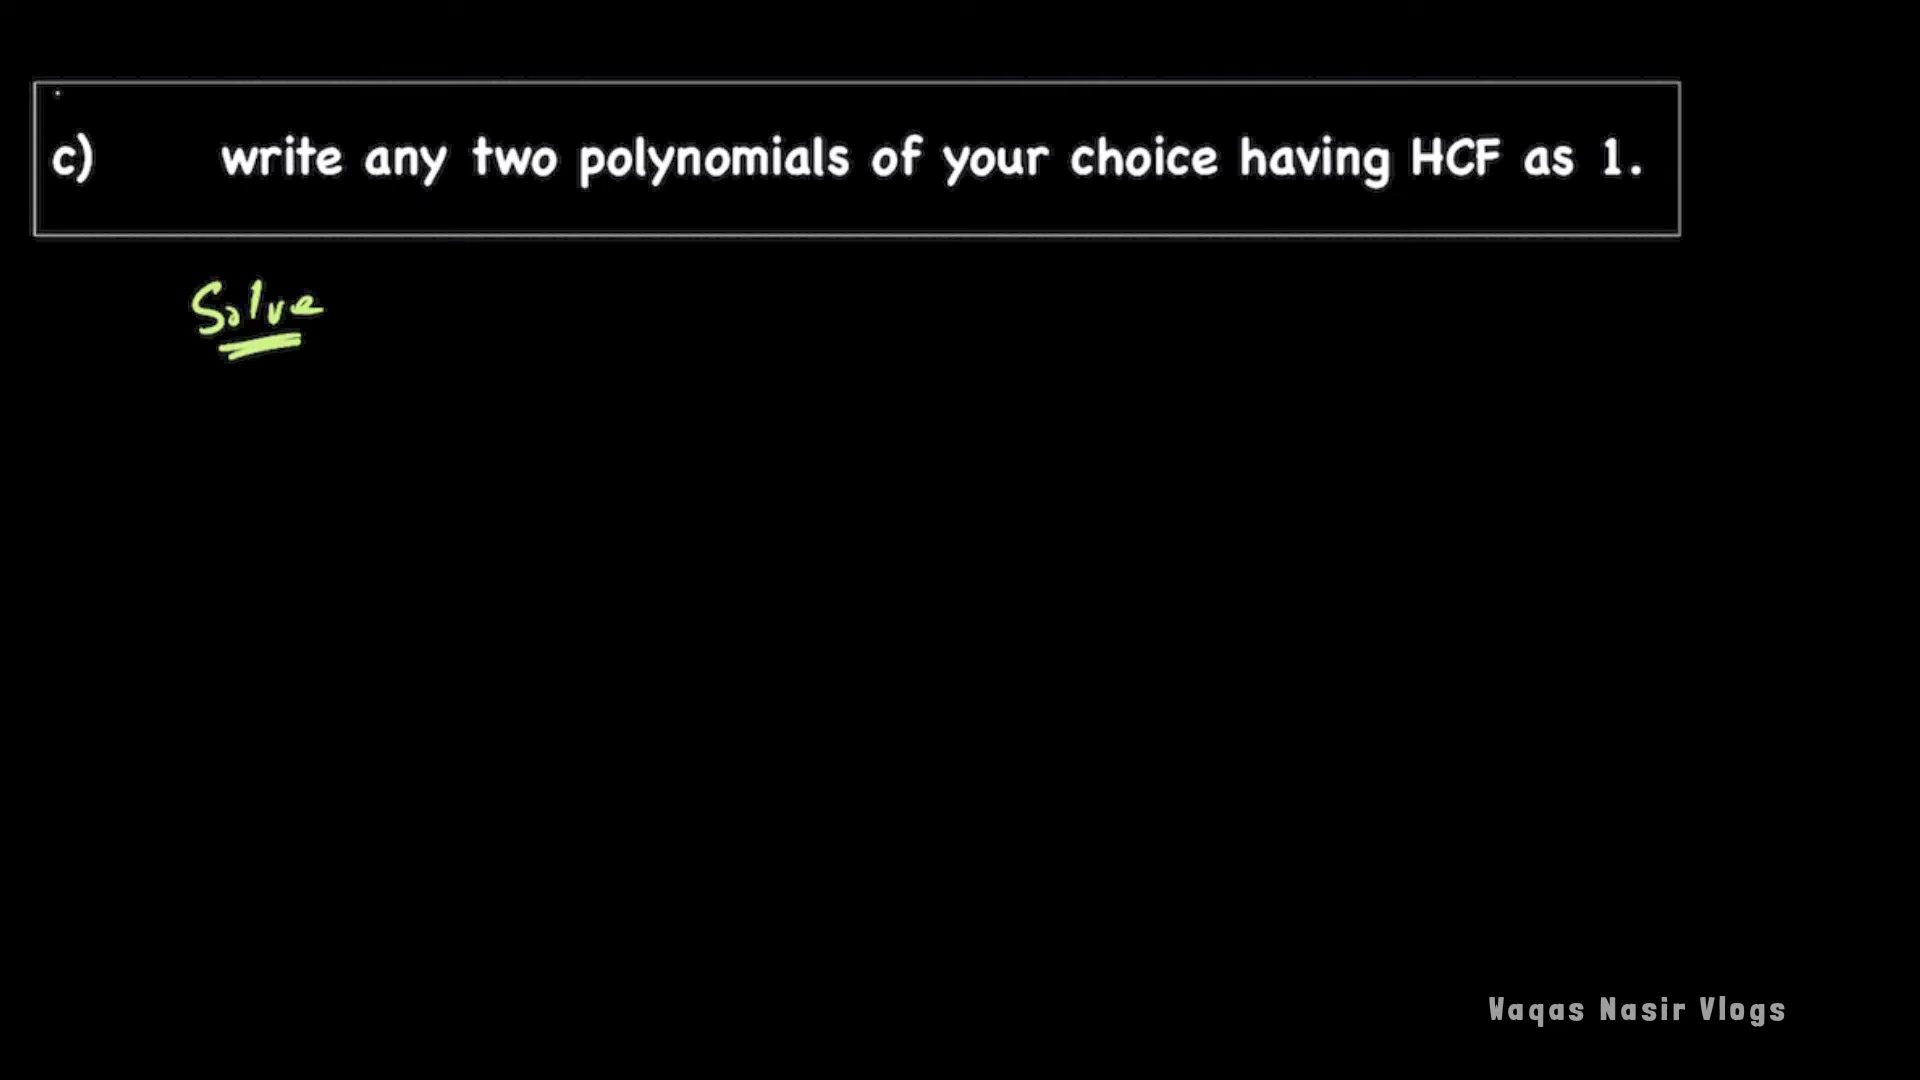 c) write any two polynomials of your choice having HCF as 1.
Solve
Waqas Nasir Vlogs